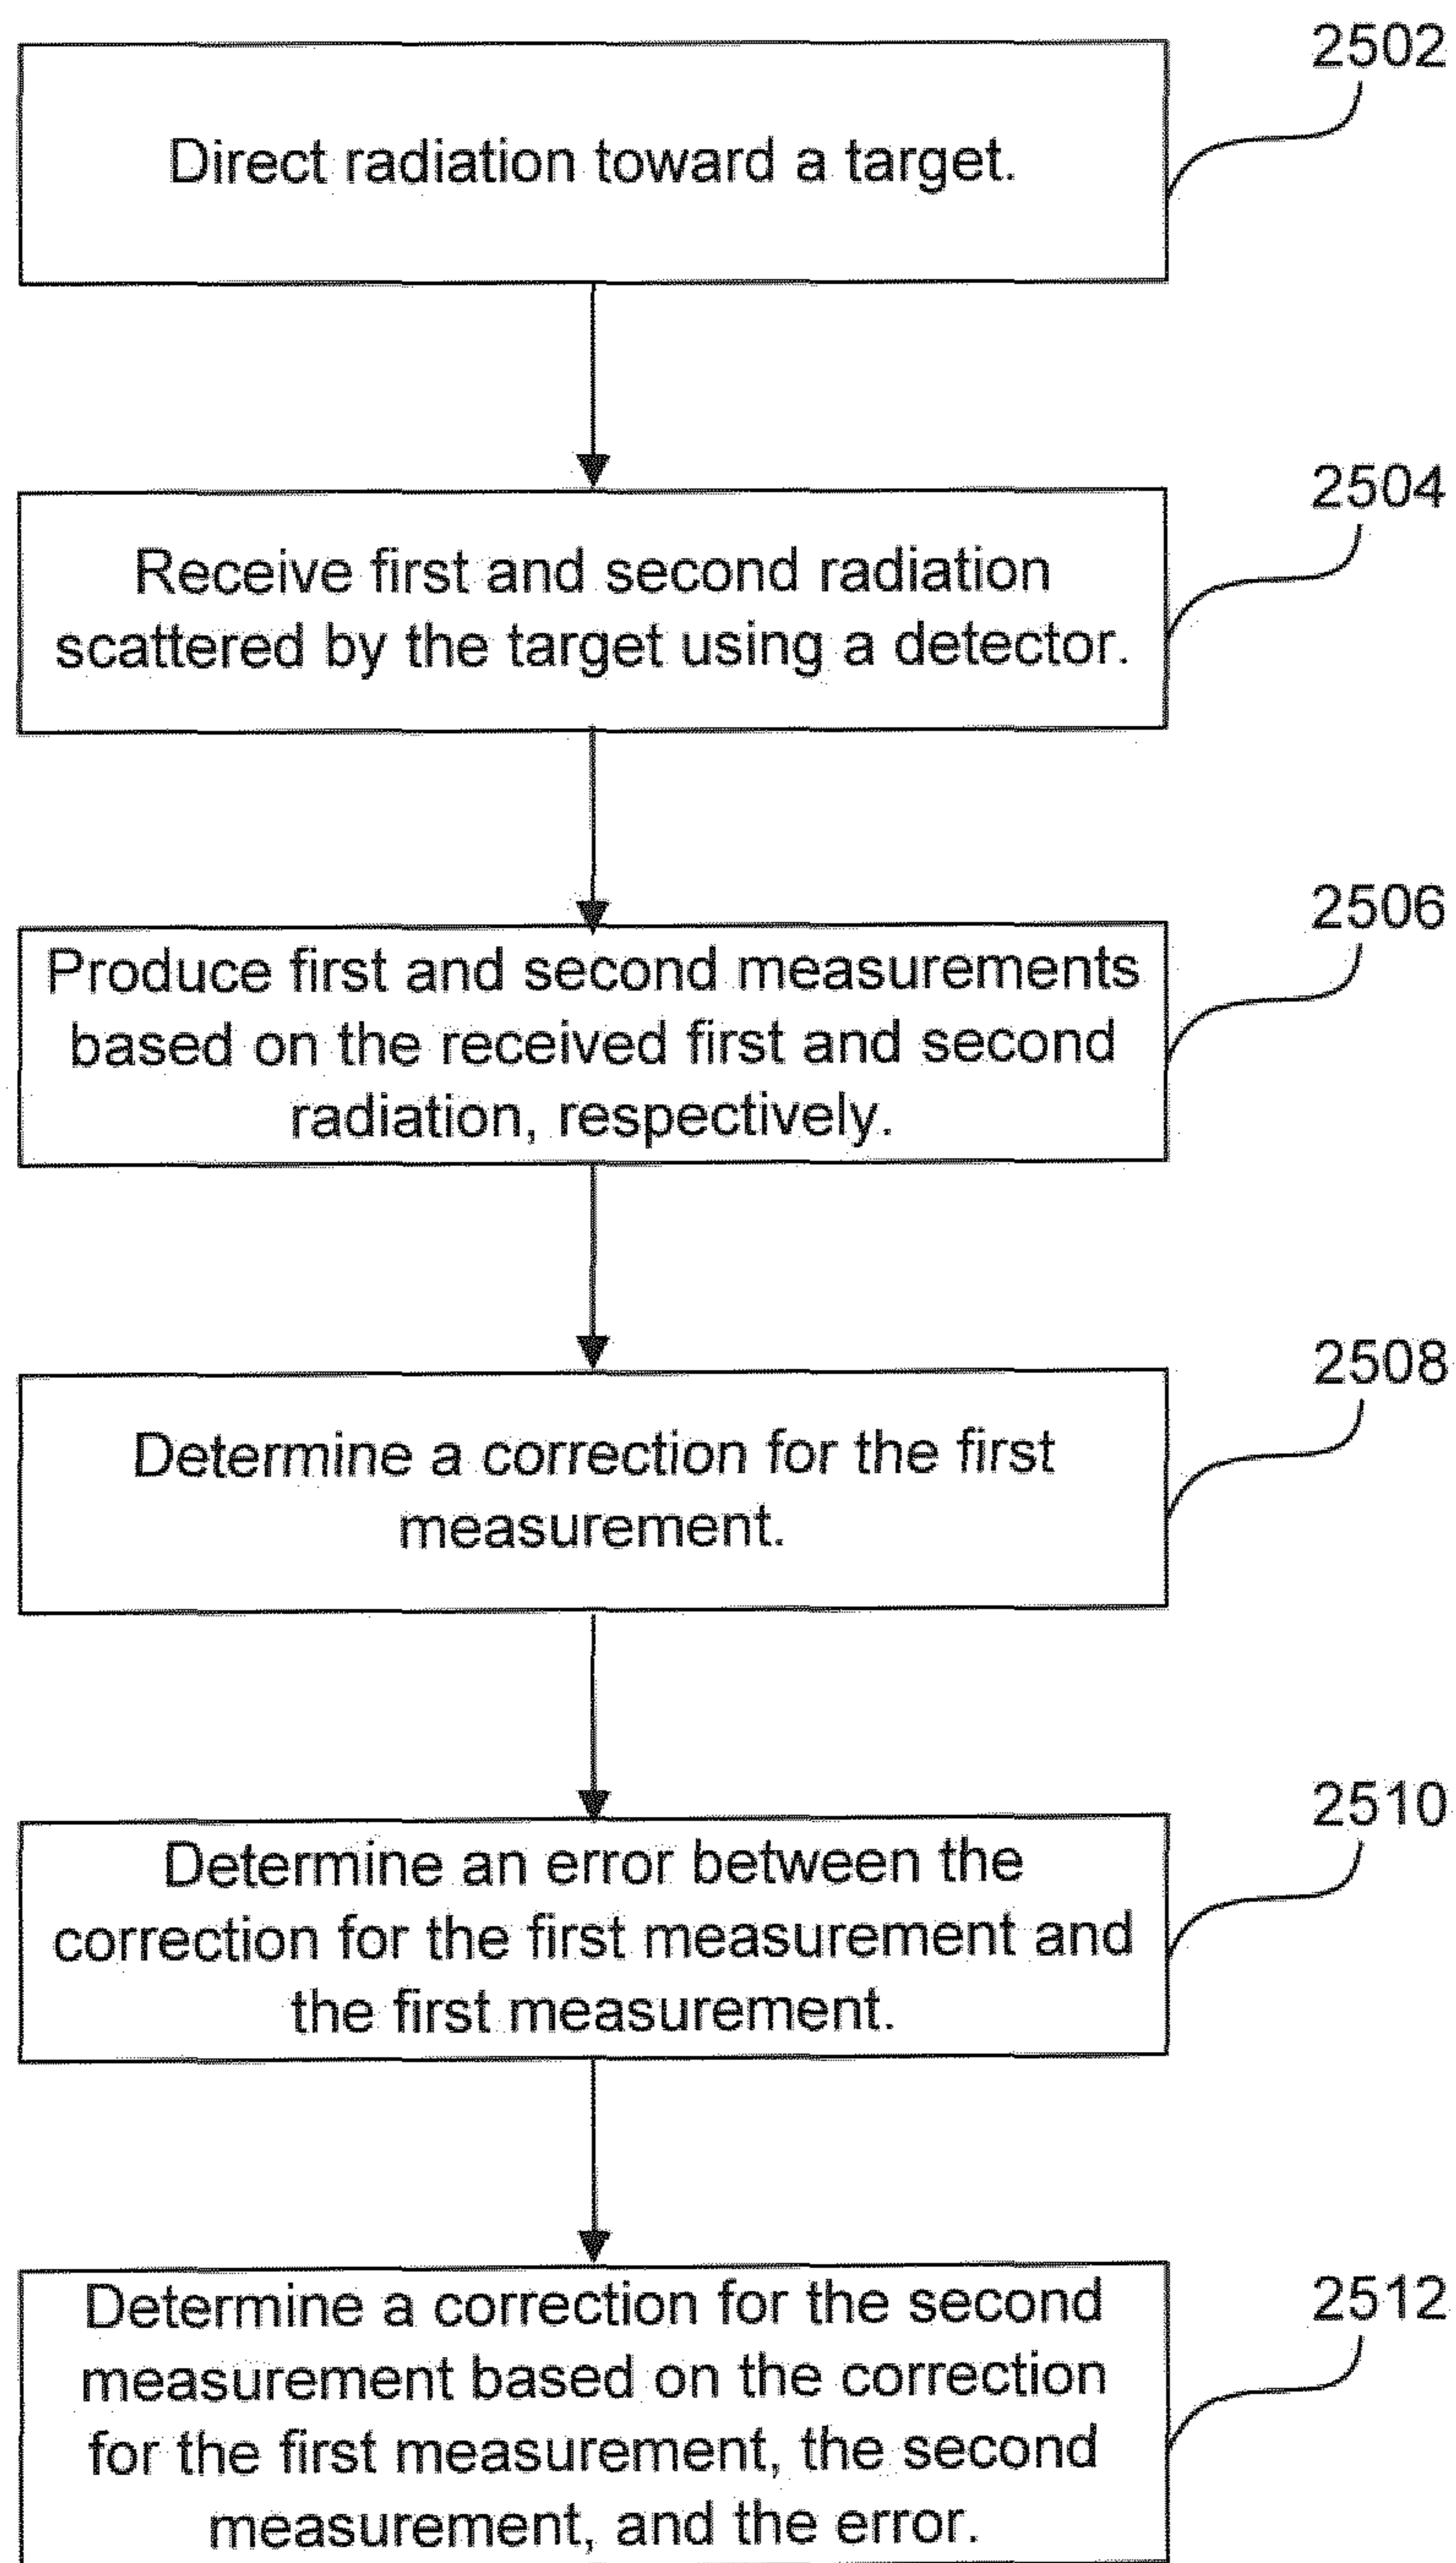 2502
Direct radiation toward a target.
2504
Receive first and second radiation
scattered by the target using a detector.
2506
Produce first and second measurements
based on the received first and second
radiation, respectively.
2508
Determine a correction for the first
measurement.
2510
Determine an error between the
correction for the first measurement and
the first measurement.
2512
Determine a correction for the second
measurement based on the correction
for the first measurement, the second
measurement, and the error.